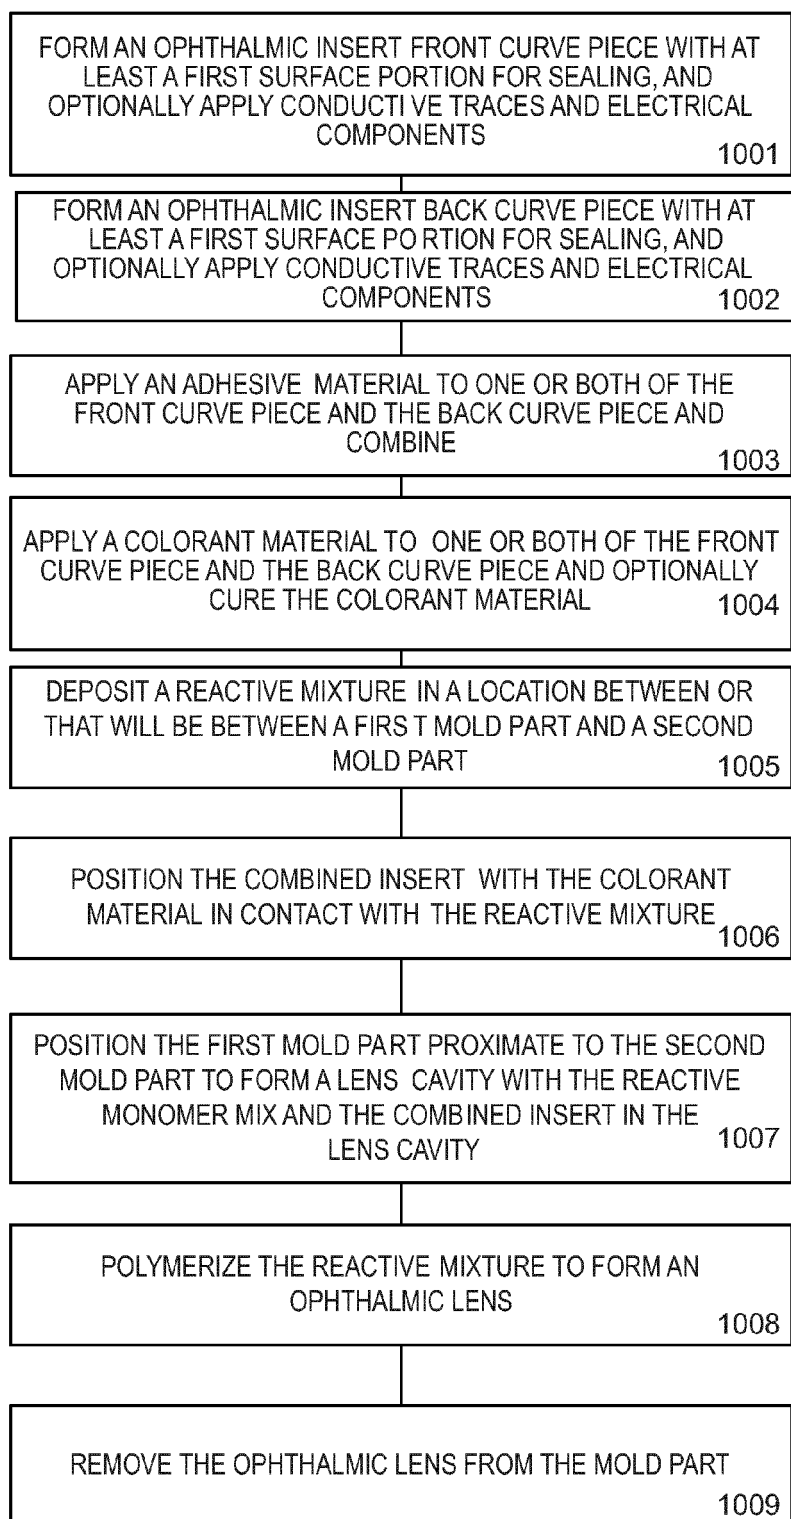 FORM AN OPHTHALMIC INSERT FRONT CURVE PIECE WITH AT
LEAST A FIRST SURFACE PORTION FOR SEALING, AND
OPTIONALLY APPLY CONDUCTIVE TRACES AND ELECTRICAL
COMPONENTS
1001
FORM AN OPHTHALMIC INSERT BACK CURVE PIECE WITH AT
LEAST A FIRST SURFACE PORTION FOR SEALING, AND
OPTIONALLY APPLY CONDUCTIVE TRACES AND ELECTRICAL
COMPONENTS
1002
APPLY AN ADHESIVE MATERIAL TO ONE OR BOTH OF THE
FRONT CURVE PIECE AND THE BACK CURVE PIECE AND
COMBINE
1003
APPLY A COLORANT MATERIAL TO ONE OR BOTH OF THE FRONT
CURVE PIECE AND THE BACK CURVE PIECE AND OPTIONALLY
CURE THE COLORANT MATERIAL
1004
DEPOSIT A REACTIVE MIXTURE IN A LOCATION BETWEEN OR
THAT WILL BE BETWEEN A FIRST MOLD PART AND A SECOND
MOLD PART
1005
POSITION THE COMBINED INSERT WITH THE COLORANT
MATERIAL IN CONTACT WITH THE REACTIVE MIXTURE
1006
POSITION THE FIRST MOLD PART PROXIMATE TO THE SECOND
MOLD PART TO FORM A LENS CAVITY WITH THE REACTIVE
MONOMER MIX AND THE COMBINED INSERT IN THE
LENS CAVITY
1007
POLYMERIZE THE REACTIVE MIXTURE TO FORM AN
OPHTHALMIC LENS
1008
REMOVE THE OPHTHALMIC LENS FROM THE MOLD PART
1009